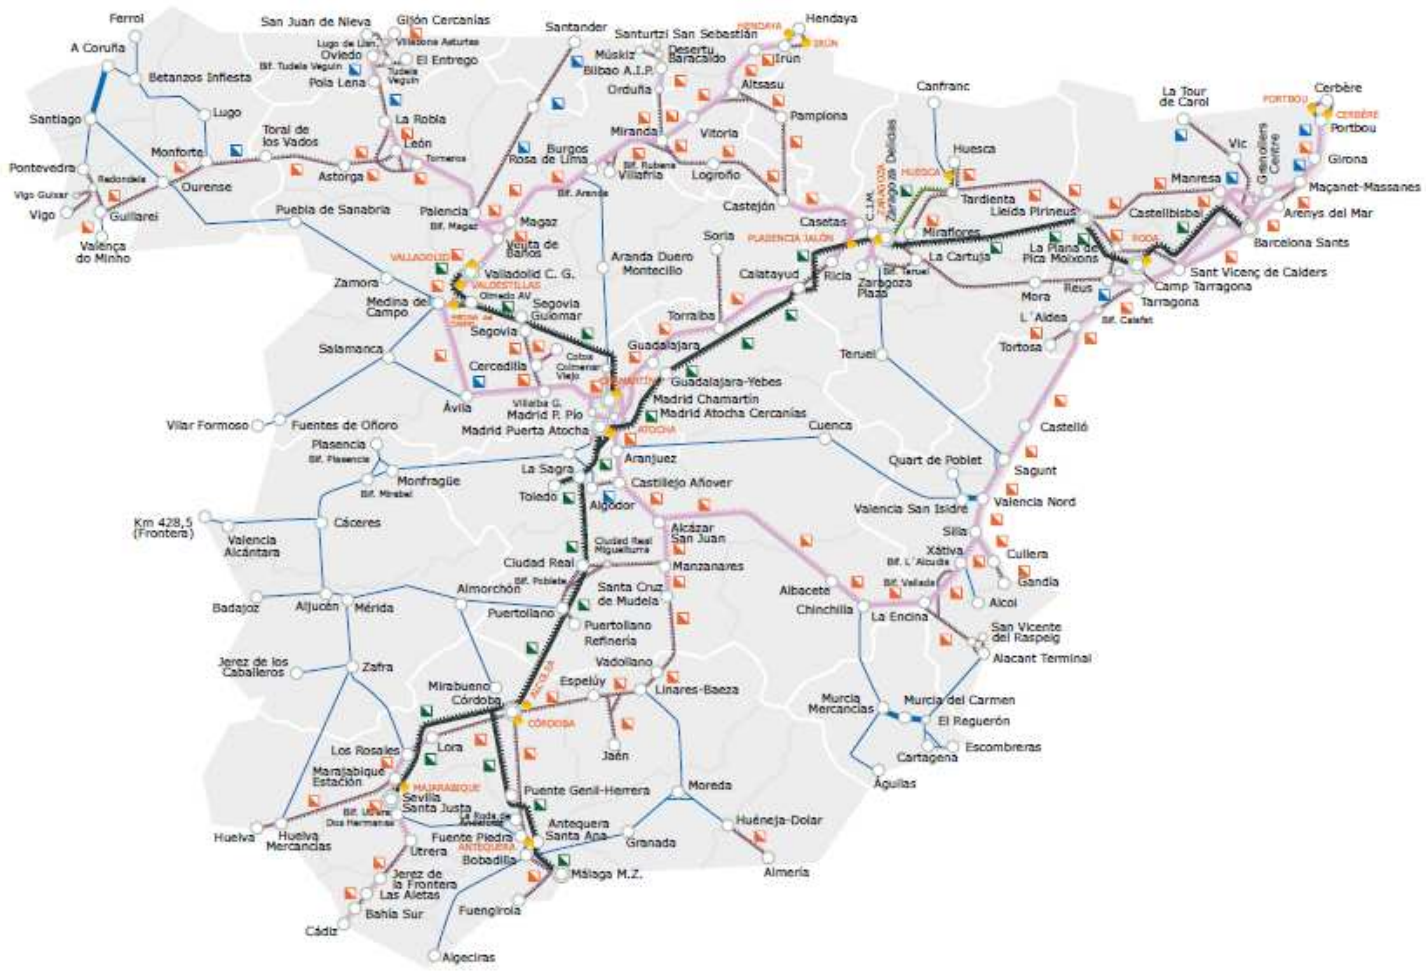 Ferrol
A Coruña
Betanzos Infiesta
Santiago
Lugo
Pontevedra
Monforte
Redondela
Vigo Guixar
Vigo
Ourense
Guillarei
Valença
do Minho
Toral de
los Vados
Astorga
San Juan de Nieva
Gijón Cercanías
Lugo de Llan.
Villabona Asturias
Oviedo
El Entrego
Bif. Tudela Veguin
Tudela
Veguin
Pola Lena
La Robla
León
Torneros
Santander
Palencia
Bif. Magaz
Magaz
Venta de
Baños
Rosa de Lima
Burgos
Bif. Aranda
Villafría
Bif. Rubena
Santurtzi
San Sebastián
Múskiz
Desertu
Baracaldo
Bilbao A.I.P.
Orduña
Miranda
Vitoria
Altsasu
HENDAYA
Hendaya
IRÚN
Irún
Pamplona
Logroño
Castejón
Casetas
C.I.M.
ZARAGOZA
Zaragoza Delicias
PLASENCIA JALÓN
Canfranc
Huesca
HUESCA
Tardienta
Miraflores
La Cartuja
Bif. Teruel
Zaragoza
Plaza
Ricla
Calatayud
Soria
Torralba
Lleida Pirineus
La Plana de
Pica Moixons
La Tour
de Carol
Vic
Manresa
Castellbisbal
Granollers
Centre
PORTBOU
Cerbère
CERBÈRE
Portbou
Girona
Maçanet-Massanes
Arenys del Mar
Barcelona Sants
RODA
Sant Vicenç de Calders
Camp Tarragona
Reus
Tarragona
Bif. Calafat
Mora
L´Aldea
Tortosa
Puebla de Sanabria
Zamora
VALLADOLID
Valladolid C. G.
VALDESTILLAS
Olmedo AV
Medina del
Campo
Segovia
Guiomar
Segovia
Aranda Duero
Montecillo
Salamanca
Cercedilla
Cotos
Colmenar
Viejo
Ávila
Villalba G.
Guadalajara
CHAMARTÍN
Guadalajara-Yebes
Madrid Chamartín
Madrid P. Pío
Madrid Atocha Cercanías
Madrid Puerta Atocha
ATOCHA
Teruel
Vilar Formoso
Fuentes de Oñoro
Plasencia
Bif. Plasencia
Monfragüe
Bif. Mirabel
La Sagra
Toledo
Algodor
Aranjuez
Castillejo Añover
Cuenca
Castelló
Sagunt
Quart de Poblet
Valencia Nord
Valencia San Isidre
Silla
Km 428,5
(Frontera)
Valencia
Alcántara
Cáceres
Alcázar
San Juan
Ciudad Real
Ciudad Real
Miguelturra
Bif. Poblete
Manzanares
Xátiva
Bif. L´Alcudia
Bif. Vallada
Cullera
Gandia
Alcoi
Badajoz
Aljucén
Mérida
Almorchón
Puertollano
Puertollano
Refinería
Santa Cruz
de Mudela
Albacete
Chinchilla
La Encina
San Vicente
del Raspeig
Alacant Terminal
Jerez de los
Caballeros
Zafra
Mirabueno
Córdoba
ALCOLEA
CÓRDOBA
Espelúy
Vadollano
Linares-Baeza
Jaén
Murcia
Mercancías
Murcia del Carmen
El Reguerón
Cartagena
Escombreras
Águilas
Los Rosales
Lora
Marajabique
Estación
MAJARABIQUE
Sevilla
Santa Justa
Bif. Utrera
Dos Hermanas
Huelva
Huelva
Mercancías
Utrera
Puente Genil-Herrera
Antequera
Santa Ana
Fuente Piedra
ANTEQUERA
Bobadilla
Málaga M.Z.
Fuengirola
Granada
Moreda
Huéneja-Dolar
Almería
Jerez de
la Frontera
Las Aletas
Bahía Sur
Cádiz
Algeciras